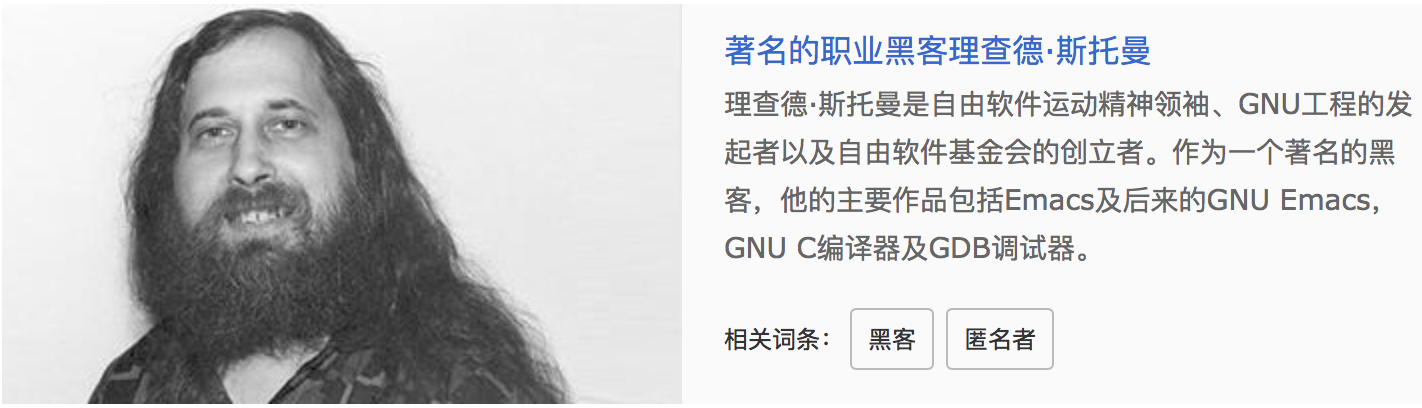 著名的职业黑客理查德·斯托曼
理查德·斯托曼是自由软件运动精神领袖、GNU工程的发
起者以及自由软件基金会的创立者。作为一个著名的黑
客，他的主要作品包括Emacs及后来的GNU Emacs，
GNU C编译器及GDB调试器。
相关词条： 黑客 匿名者